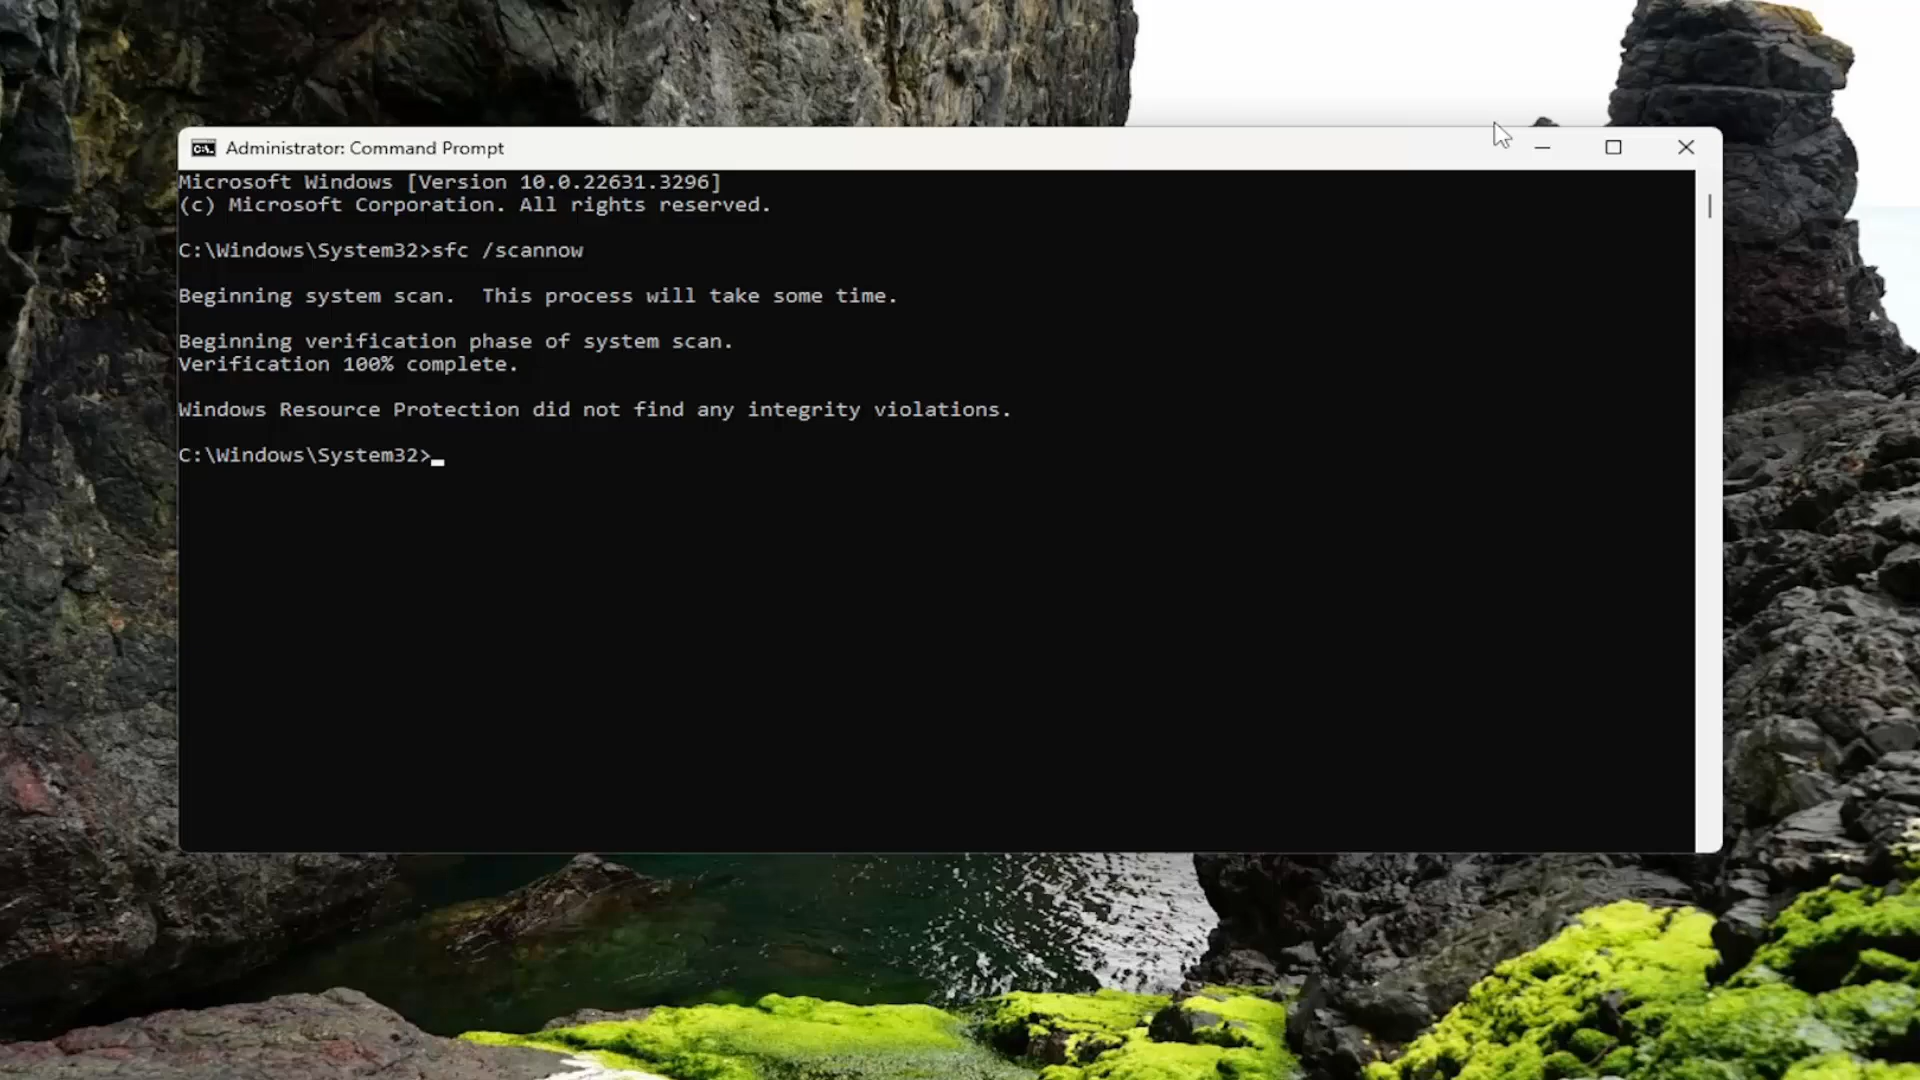 Administrator: Command Prompt
Microsoft Windows [Version 10.0.22631.3296]
(c) Microsoft Corporation. All rights reserved.
C:\Windows\System32>sfc /scannow
Beginning system scan.  This process will take some time.
Beginning verification phase of system scan.
Verification 100% complete.
Windows Resource Protection did not find any integrity violations.
C:\Windows\System32>